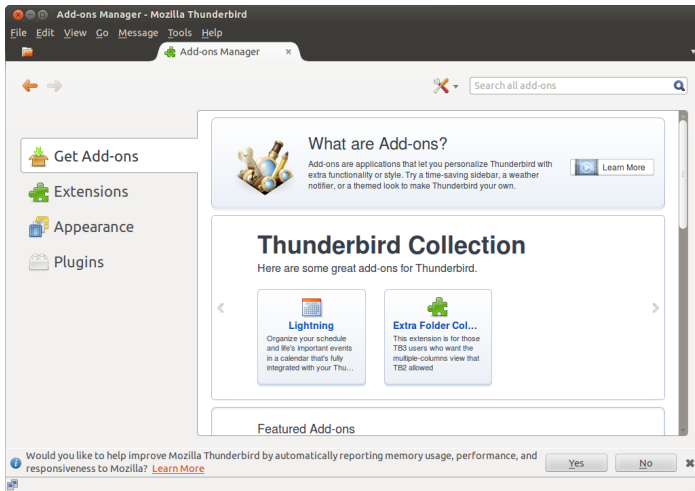 Add-ons Manager - Mozilla Thunderbird
File Edit View Go Message Tools Help
Add-ons Manager
Search all add-ons
Get Add-ons
Extensions
Appearance
Plugins
What are Add-ons?
Add-ons are applications that let you personalize Thunderbird with
extra functionality or style. Try a time-saving sidebar, a weather
notifier, or a themed look to make Thunderbird your own.
Learn More
Thunderbird Collection
Here are some great add-ons for Thunderbird.
Lightning
Organize your schedule
and life's important events
in a calendar that's fully
integrated with your Thu...
Extra Folder Col...
This extension is for those
TB3 users who want the
multiple-columns view that
TB2 allowed
Featured Add-ons
Would you like to help improve Mozilla Thunderbird by automatically reporting memory usage, performance, and
responsiveness to Mozilla? Learn More
Yes
No